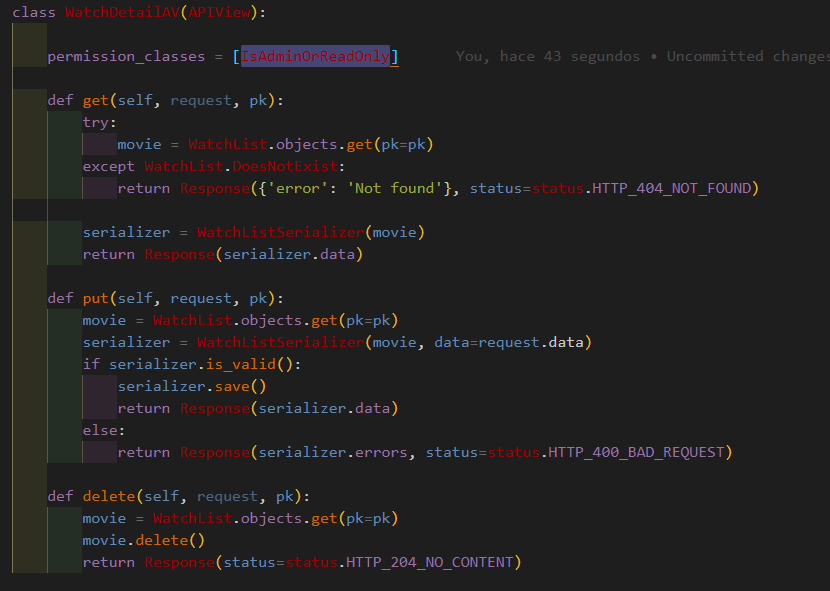 class WatchDetailAV(APIView):
permission_classes = [IsAdminOrReadOnly] You, hace 43 segundos • Uncommitted changes
def get(self, request, pk):
try:
movie = WatchList.objects.get(pk=pk)
except WatchList.DoesNotExist:
return Response({'error': 'Not found'}, status=status.HTTP_404_NOT_FOUND)
serializer = WatchListSerializer(movie)
return Response(serializer.data)
def put(self, request, pk):
movie = WatchList.objects.get(pk=pk)
serializer = WatchListSerializer(movie, data=request.data)
if serializer.is_valid():
serializer.save()
return Response(serializer.data)
else:
return Response(serializer.errors, status=status.HTTP_400_BAD_REQUEST)
def delete(self, request, pk):
movie = WatchList.objects.get(pk=pk)
movie.delete()
return Response(status=status.HTTP_204_NO_CONTENT)